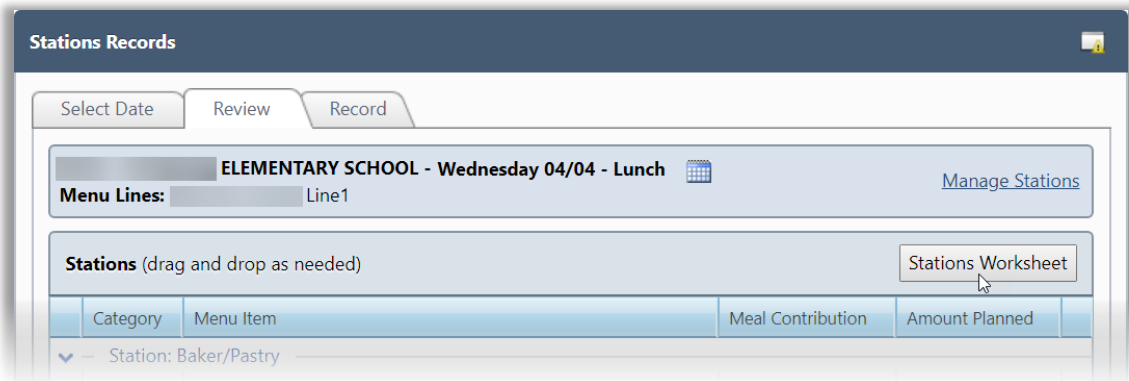 Stations Records
Select Date Review Record
ELEMENTARY SCHOOL - Wednesday 04/04 - Lunch
Manage Stations
Menu Lines: Line1
Stations (drag and drop as needed) Stations Worksheet
Category Menu Item Meal Contribution Amount Planned
Station: Baker/Pastry